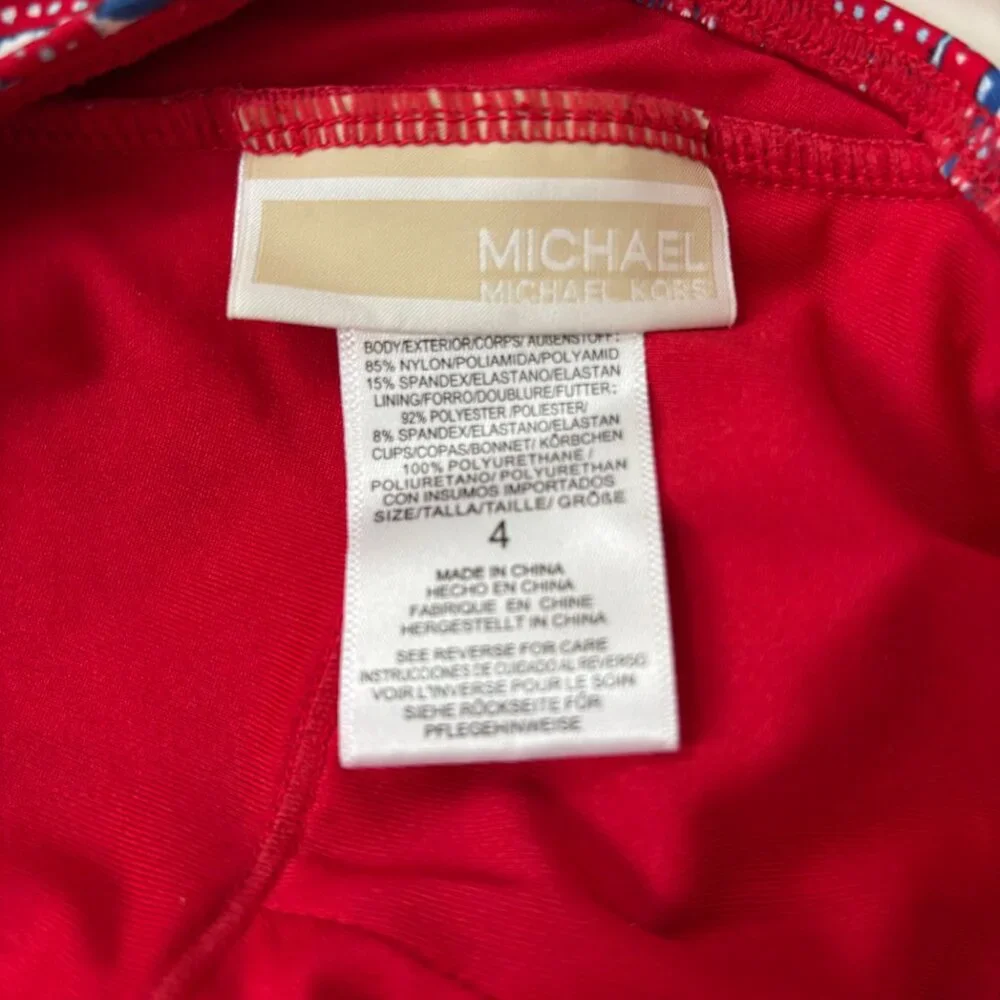 MICHAEL
MICHAEL KORS
BODY/EXTERIOR/CORPS/ AUßENSTOFF:
85% NYLON/POLIAMIDA/POLYAMID
15% SPANDEX/ELASTANO/ELASTAN
LINING/FORRO/DOUBLURE/FUTTER:
92% POLYESTER /POLIESTER/
8% SPANDEX/ELASTANO/ELASTAN
CUPS/COPAS/BONNET/ KÖRBCHEN
100% POLYURETHANE /
POLIURETANO/ POLYURETHAN
CON INSUMOS IMPORTADOS
SIZE/TALLA/TAILLE/ GRÖßE
4
MADE IN CHINA
HECHO EN CHINA
FABRIQUE EN CHINE
HERGESTELLT IN CHINA
SEE REVERSE FOR CARE
INSTRUCCIONES DE CUIDADO AL REVERSO
VOIR L'INVERSE POUR LE SOIN
SIEHE RÜCKSEITE FÜR
PFLEGEHINWEISE